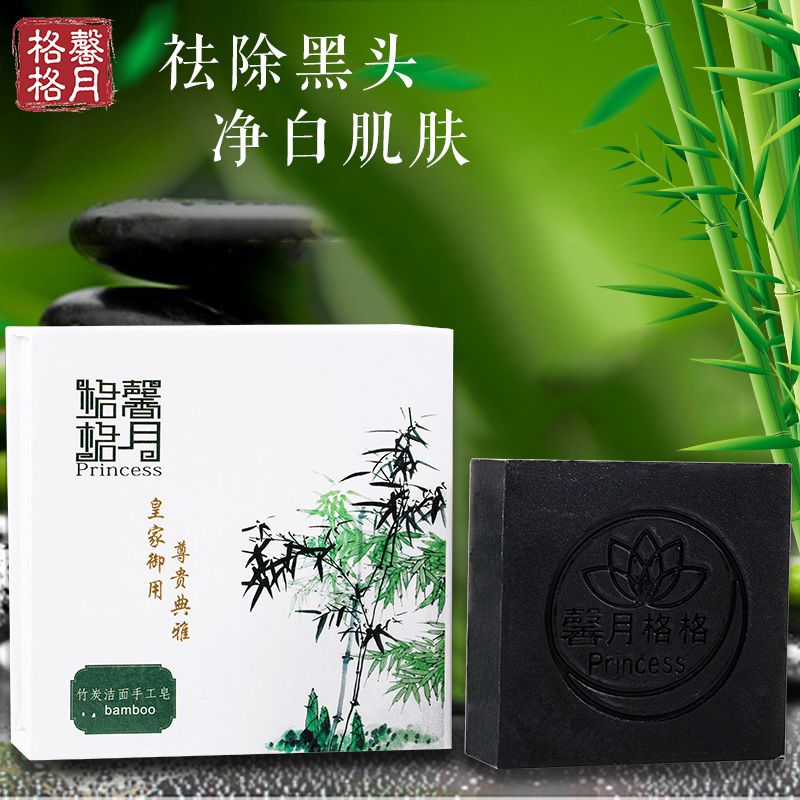 馨月
格格
祛除黑头
净白肌肤
馨月
格格
Princess
皇家御用
尊贵典雅
竹炭洁面手工皂
bamboo
馨月格格
Princess